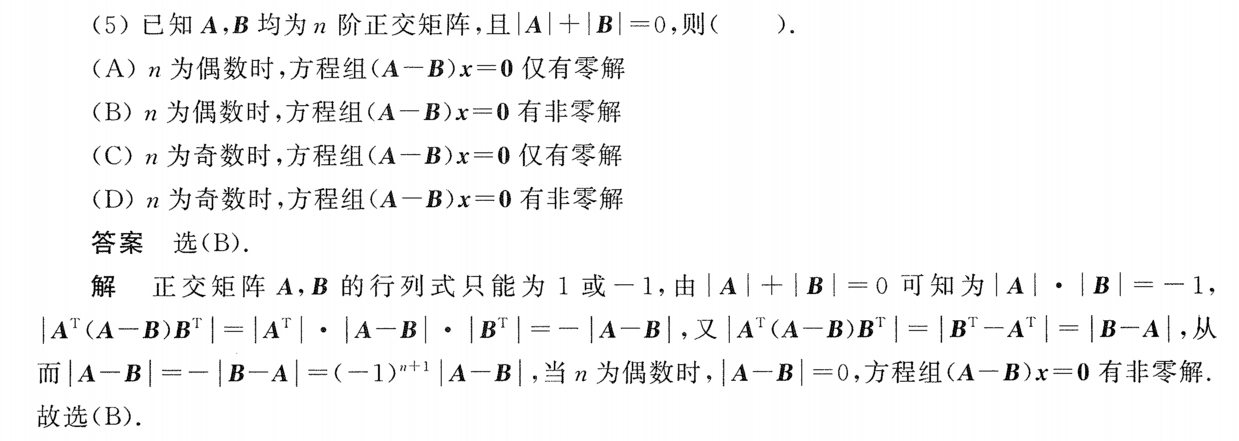 (5) 已知 A,B 均为 n 阶正交矩阵,且|A|+|B|=0,则(　　).
(A) n 为偶数时,方程组(A−B)x=0 仅有零解
(B) n 为偶数时,方程组(A−B)x=0 有非零解
(C) n 为奇数时,方程组(A−B)x=0 仅有零解
(D) n 为奇数时,方程组(A−B)x=0 有非零解
答案　选(B).
解　正交矩阵 A,B 的行列式只能为 1 或−1,由|A|+|B|=0 可知为|A|·|B|=−1,
|Aᵀ(A−B)Bᵀ|=|Aᵀ|·|A−B|·|Bᵀ|=−|A−B|,又|Aᵀ(A−B)Bᵀ|=|Bᵀ−Aᵀ|=|B−A|,从
而|A−B|=−|B−A|=(−1)ⁿ⁺¹|A−B|,当 n 为偶数时,|A−B|=0,方程组(A−B)x=0 有非零解.
故选(B).